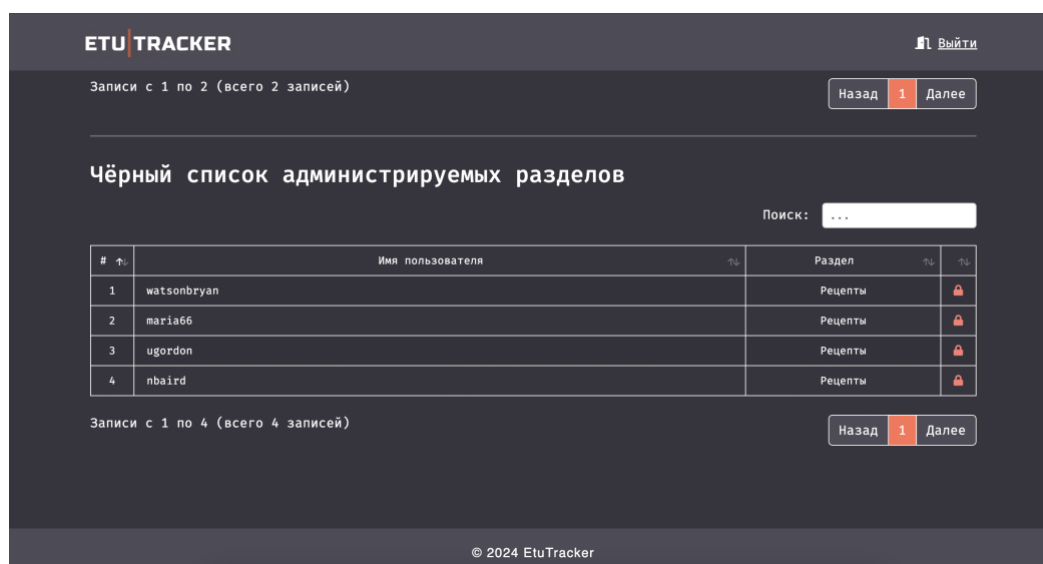 ETU TRACKER Выйти
Записи с 1 по 2 (всего 2 записей) Назад 1 Далее
Чёрный список администрируемых разделов
Поиск: ...
# Имя пользователя Раздел
1 watsonbryan Рецепты
2 maria66 Рецепты
3 ugordon Рецепты
4 nbaird Рецепты
Записи с 1 по 4 (всего 4 записей) Назад 1 Далее
© 2024 EtuTracker